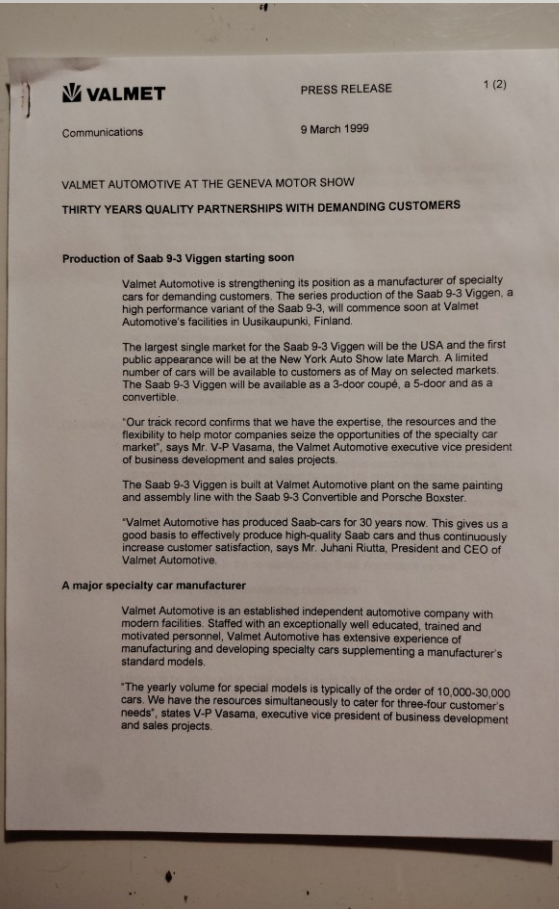 VALMET
PRESS RELEASE
1 (2)
Communications
9 March 1999
VALMET AUTOMOTIVE AT THE GENEVA MOTOR SHOW
THIRTY YEARS QUALITY PARTNERSHIPS WITH DEMANDING CUSTOMERS
Production of Saab 9-3 Viggen starting soon
Valmet Automotive is strengthening its position as a manufacturer of specialty
cars for demanding customers. The series production of the Saab 9-3 Viggen, a
high performance variant of the Saab 9-3, will commence soon at Valmet
Automotive's facilities in Uusikaupunki, Finland.
The largest single market for the Saab 9-3 Viggen will be the USA and the first
public appearance will be at the New York Auto Show late March. A limited
number of cars will be available to customers as of May on selected markets.
The Saab 9-3 Viggen will be available as a 3-door coupé, a 5-door and as a
convertible.
"Our track record confirms that we have the expertise, the resources and the
flexibility to help motor companies seize the opportunities of the specialty car
market", says Mr. V-P Vasama, the Valmet Automotive executive vice president
of business development and sales projects.
The Saab 9-3 Viggen is built at Valmet Automotive plant on the same painting
and assembly line with the Saab 9-3 Convertible and Porsche Boxster.
"Valmet Automotive has produced Saab-cars for 30 years now. This gives us a
good basis to effectively produce high-quality Saab cars and thus continuously
increase customer satisfaction, says Mr. Juhani Riutta, President and CEO of
Valmet Automotive.
A major specialty car manufacturer
Valmet Automotive is an established independent automotive company with
modern facilities. Staffed with an exceptionally well educated, trained and
motivated personnel, Valmet Automotive has extensive experience of
manufacturing and developing specialty cars supplementing a manufacturer's
standard models.
"The yearly volume for special models is typically of the order of 10,000-30,000
cars. We have the resources simultaneously to cater for three-four customer's
needs", states V-P Vasama, executive vice president of business development
and sales projects.